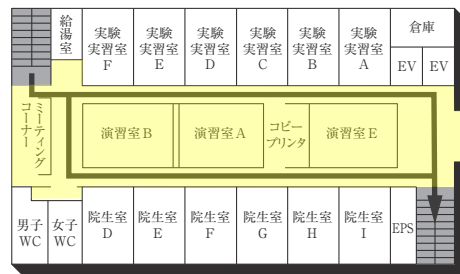 給湯室
実験
実習室
F
実験
実習室
E
実験
実習室
D
実験
実習室
C
実験
実習室
B
実験
実習室
A
倉庫
EV
EV
ミーティング
コーナー
演習室B
演習室A
コピー
プリンタ
演習室E
男子
WC
女子
WC
院生室
D
院生室
E
院生室
F
院生室
G
院生室
H
院生室
I
EPS